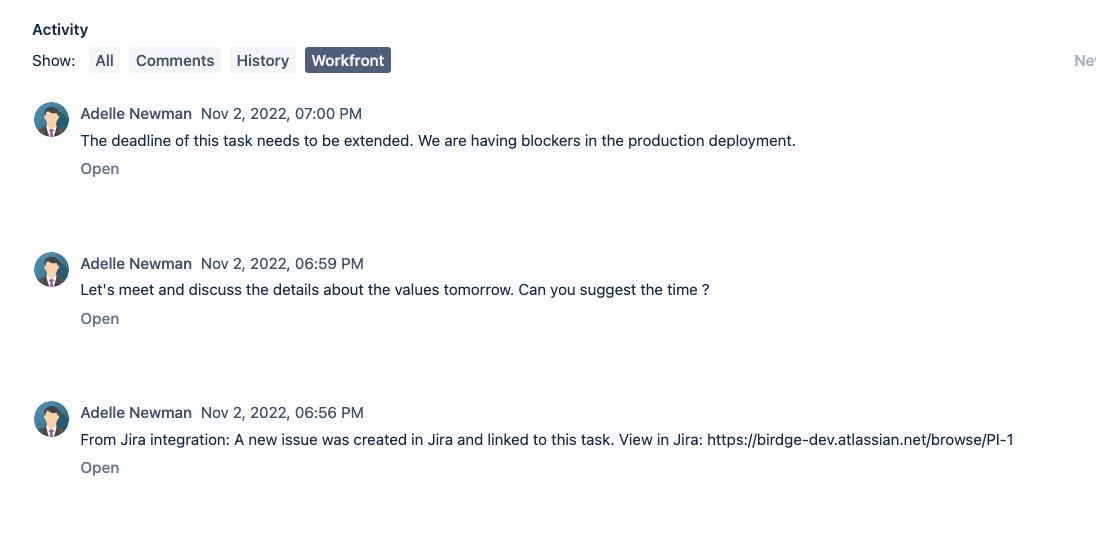 Activity
Show: All Comments History Workfront
Adelle Newman Nov 2, 2022, 07:00 PM
The deadline of this task needs to be extended. We are having blockers in the production deployment.
Open
Adelle Newman Nov 2, 2022, 06:59 PM
Let's meet and discuss the details about the values tomorrow. Can you suggest the time ?
Open
Adelle Newman Nov 2, 2022, 06:56 PM
From Jira integration: A new issue was created in Jira and linked to this task. View in Jira: https://birdge-dev.atlassian.net/browse/PI-1
Open